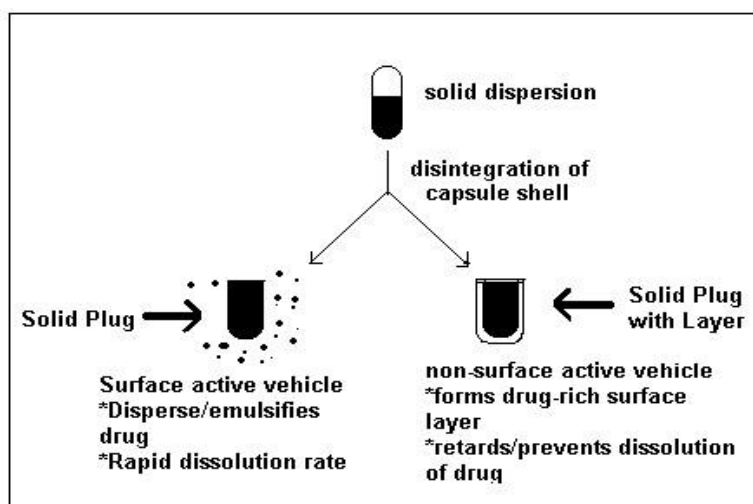 solid dispersion
disintegration of
capsule shell
Solid Plug
Solid Plug
with Layer
Surface active vehicle
*Disperse/emulsifies
drug
*Rapid dissolution rate
non-surface active vehicle
*forms drug-rich surface
layer
*retards/prevents dissolution
of drug